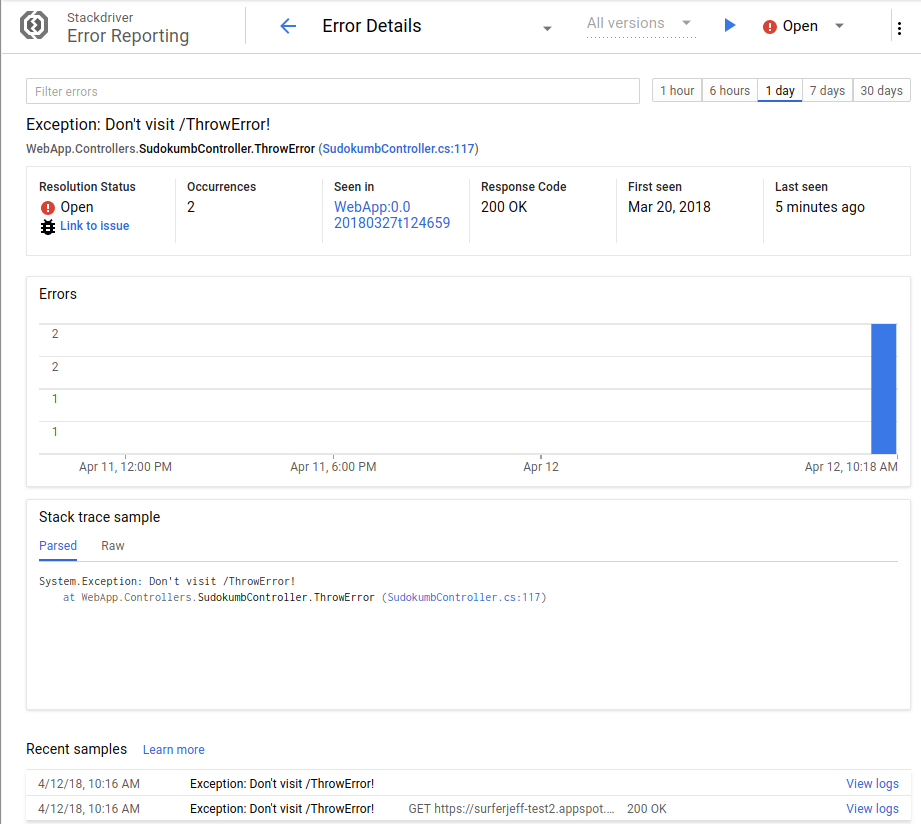 Stackdriver
Error Reporting
Error Details
All versions
Open
Filter errors
1 hour 6 hours 1 day 7 days 30 days
Exception: Don't visit /ThrowError!
WebApp.Controllers.SudokumbController.ThrowError (SudokumbController.cs:117)
Resolution Status
Open
Link to issue
Occurrences
2
Seen in
WebApp:0.0
20180327t124659
Response Code
200 OK
First seen
Mar 20, 2018
Last seen
5 minutes ago
Errors
2
2
1
1
Apr 11, 12:00 PM Apr 11, 6:00 PM Apr 12 Apr 12, 10:18 AM
Stack trace sample
Parsed Raw
System.Exception: Don't visit /ThrowError!
at WebApp.Controllers.SudokumbController.ThrowError (SudokumbController.cs:117)
Recent samples Learn more
4/12/18, 10:16 AM Exception: Don't visit /ThrowError! View logs
4/12/18, 10:16 AM Exception: Don't visit /ThrowError! GET https://surferjeff-test2.appspot.... 200 OK View logs